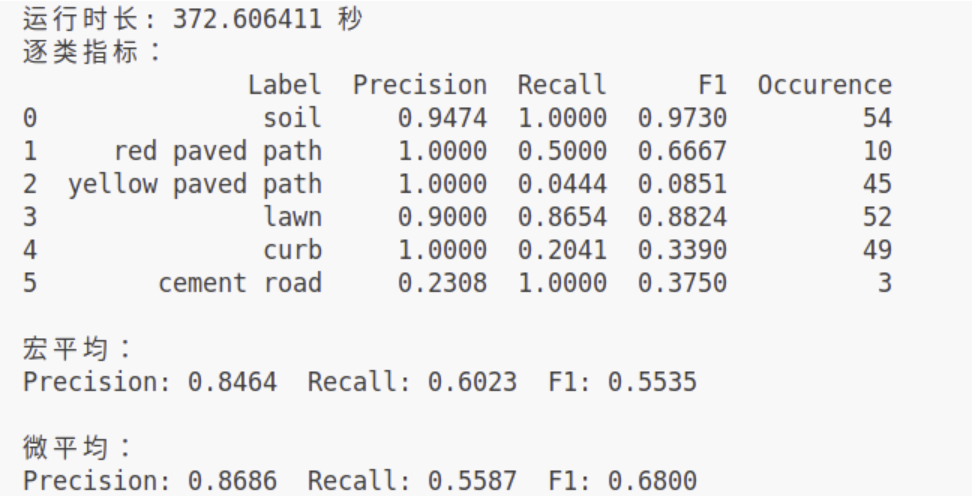 运行时长: 372.606411 秒
逐类指标：
Label Precision Recall F1 Occurence
0 soil 0.9474 1.0000 0.9730 54
1 red paved path 1.0000 0.5000 0.6667 10
2 yellow paved path 1.0000 0.0444 0.0851 45
3 lawn 0.9000 0.8654 0.8824 52
4 curb 1.0000 0.2041 0.3390 49
5 cement road 0.2308 1.0000 0.3750 3
宏平均：
Precision: 0.8464 Recall: 0.6023 F1: 0.5535
微平均：
Precision: 0.8686 Recall: 0.5587 F1: 0.6800